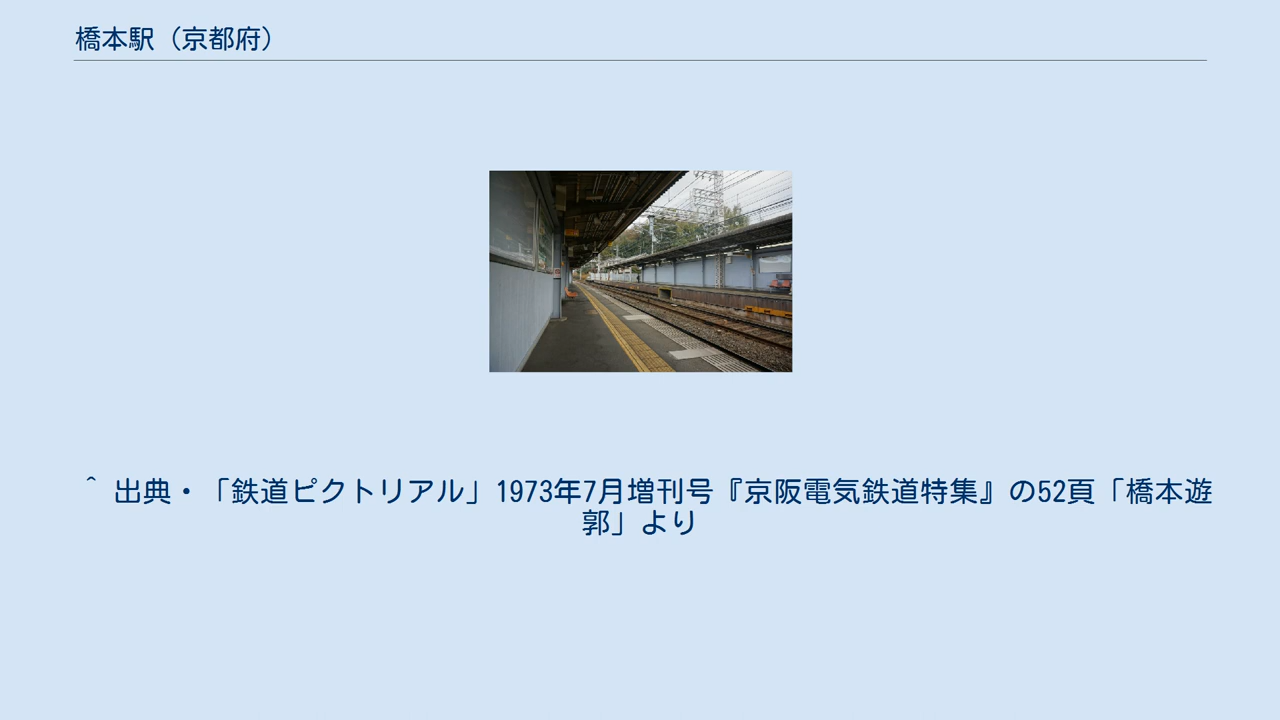 橋本駅（京都府）
^ 出典・「鉄道ピクトリアル」1973年7月増刊号『京阪電気鉄道特集』の52頁「橋本遊
郭」より